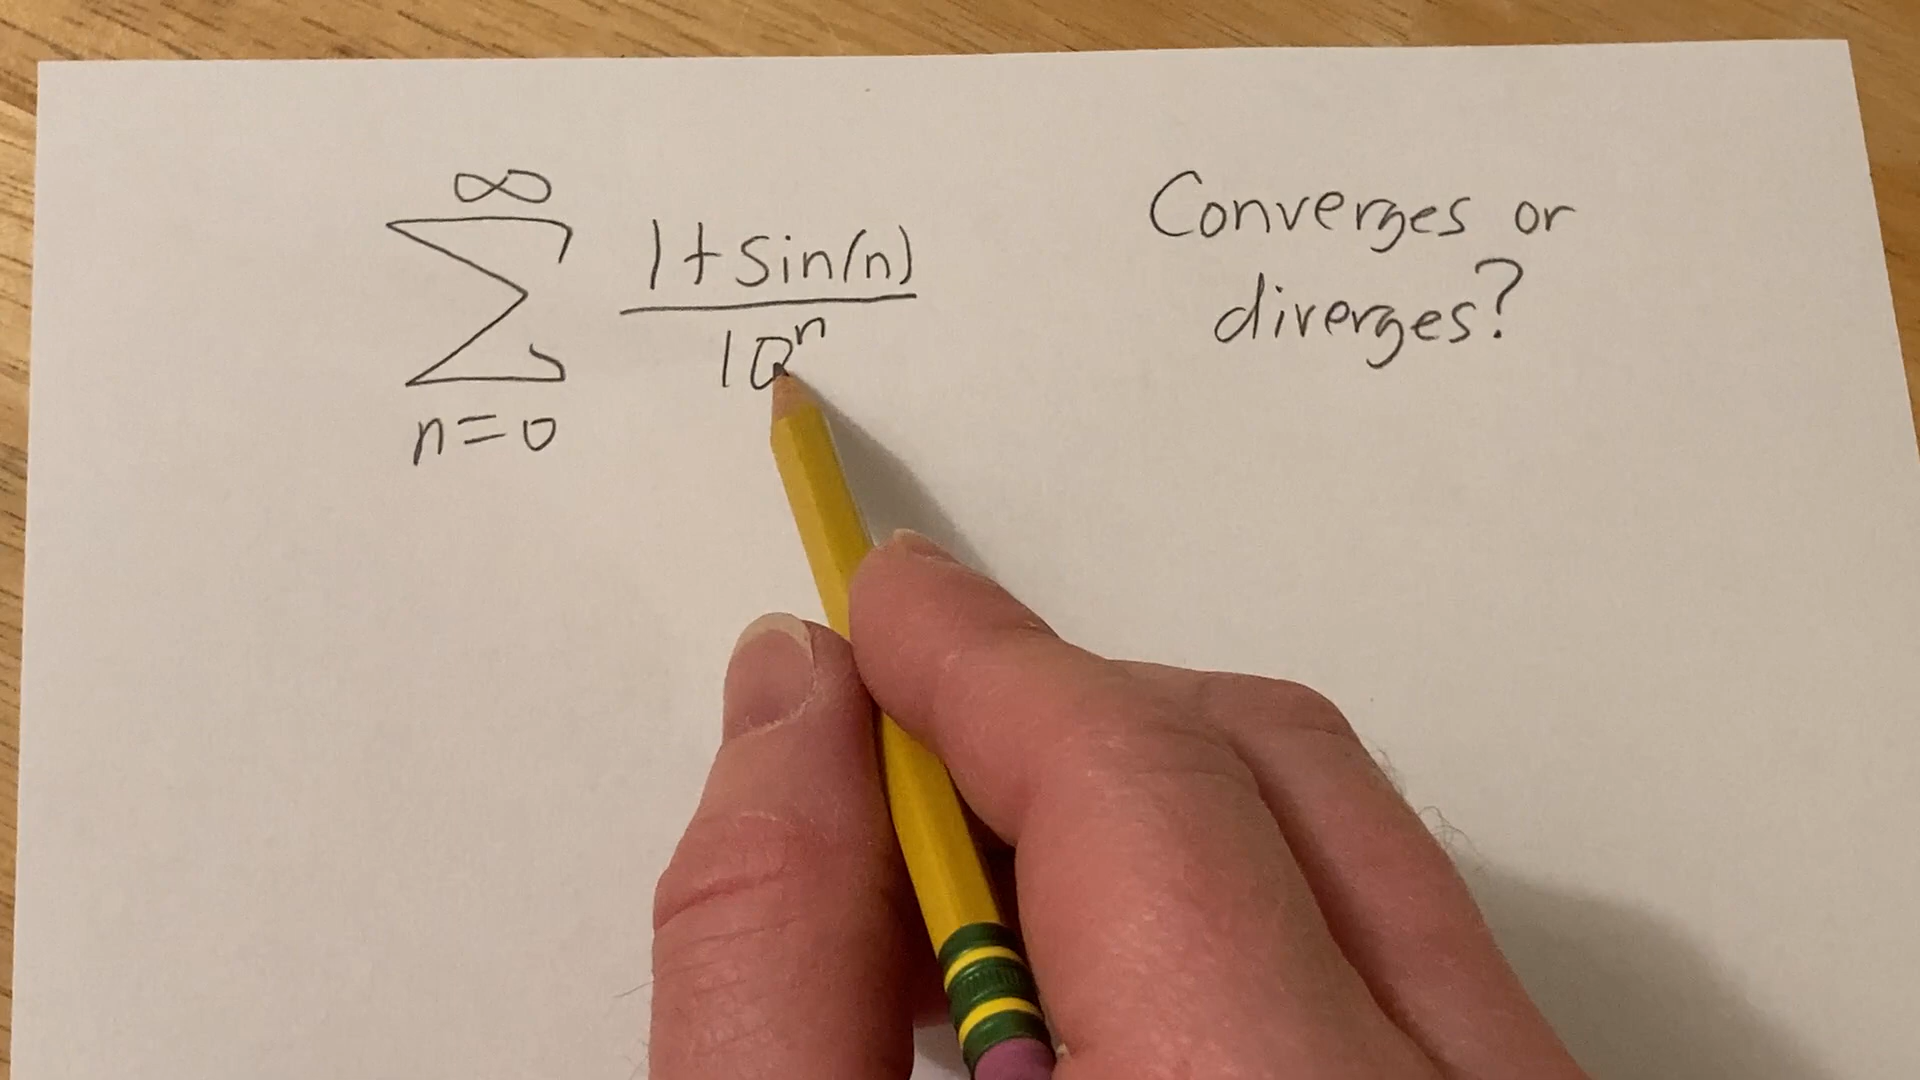 ∞
∑ 1+sin(n)
10ⁿ
n=0
Converges or
diverges?